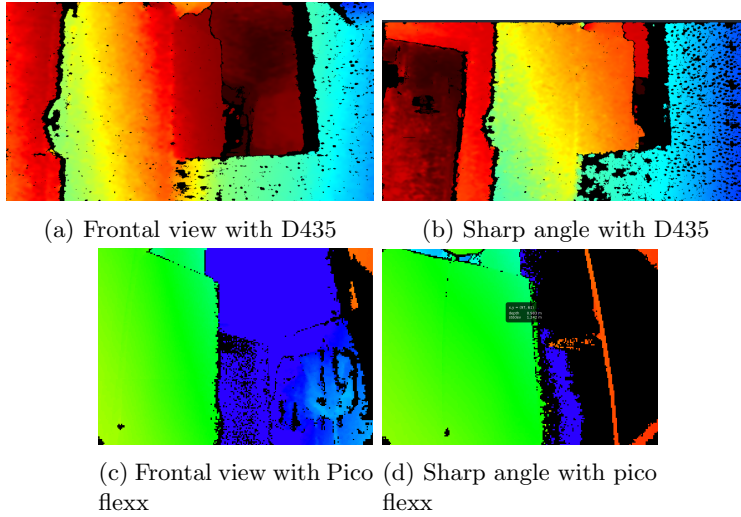 (a) Frontal view with D435
(b) Sharp angle with D435
(c) Frontal view with Pico
flexx
(d) Sharp angle with pico
flexx